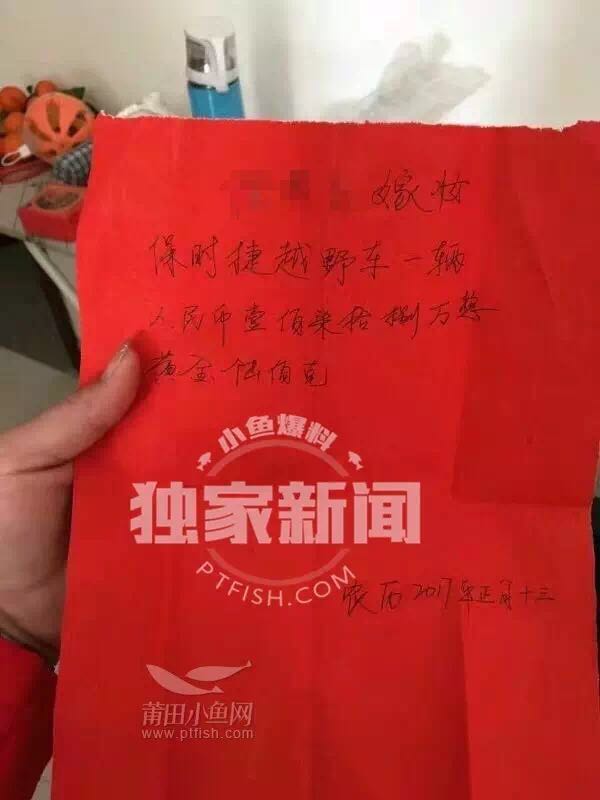 嫁妆
保时捷越野车一辆
人民币壹佰柒拾捌万整
黄金伍佰克
小鱼爆料
独家新闻
PTFISH.COM
农历2017年正月十三
莆田小鱼网
www.ptfish.com